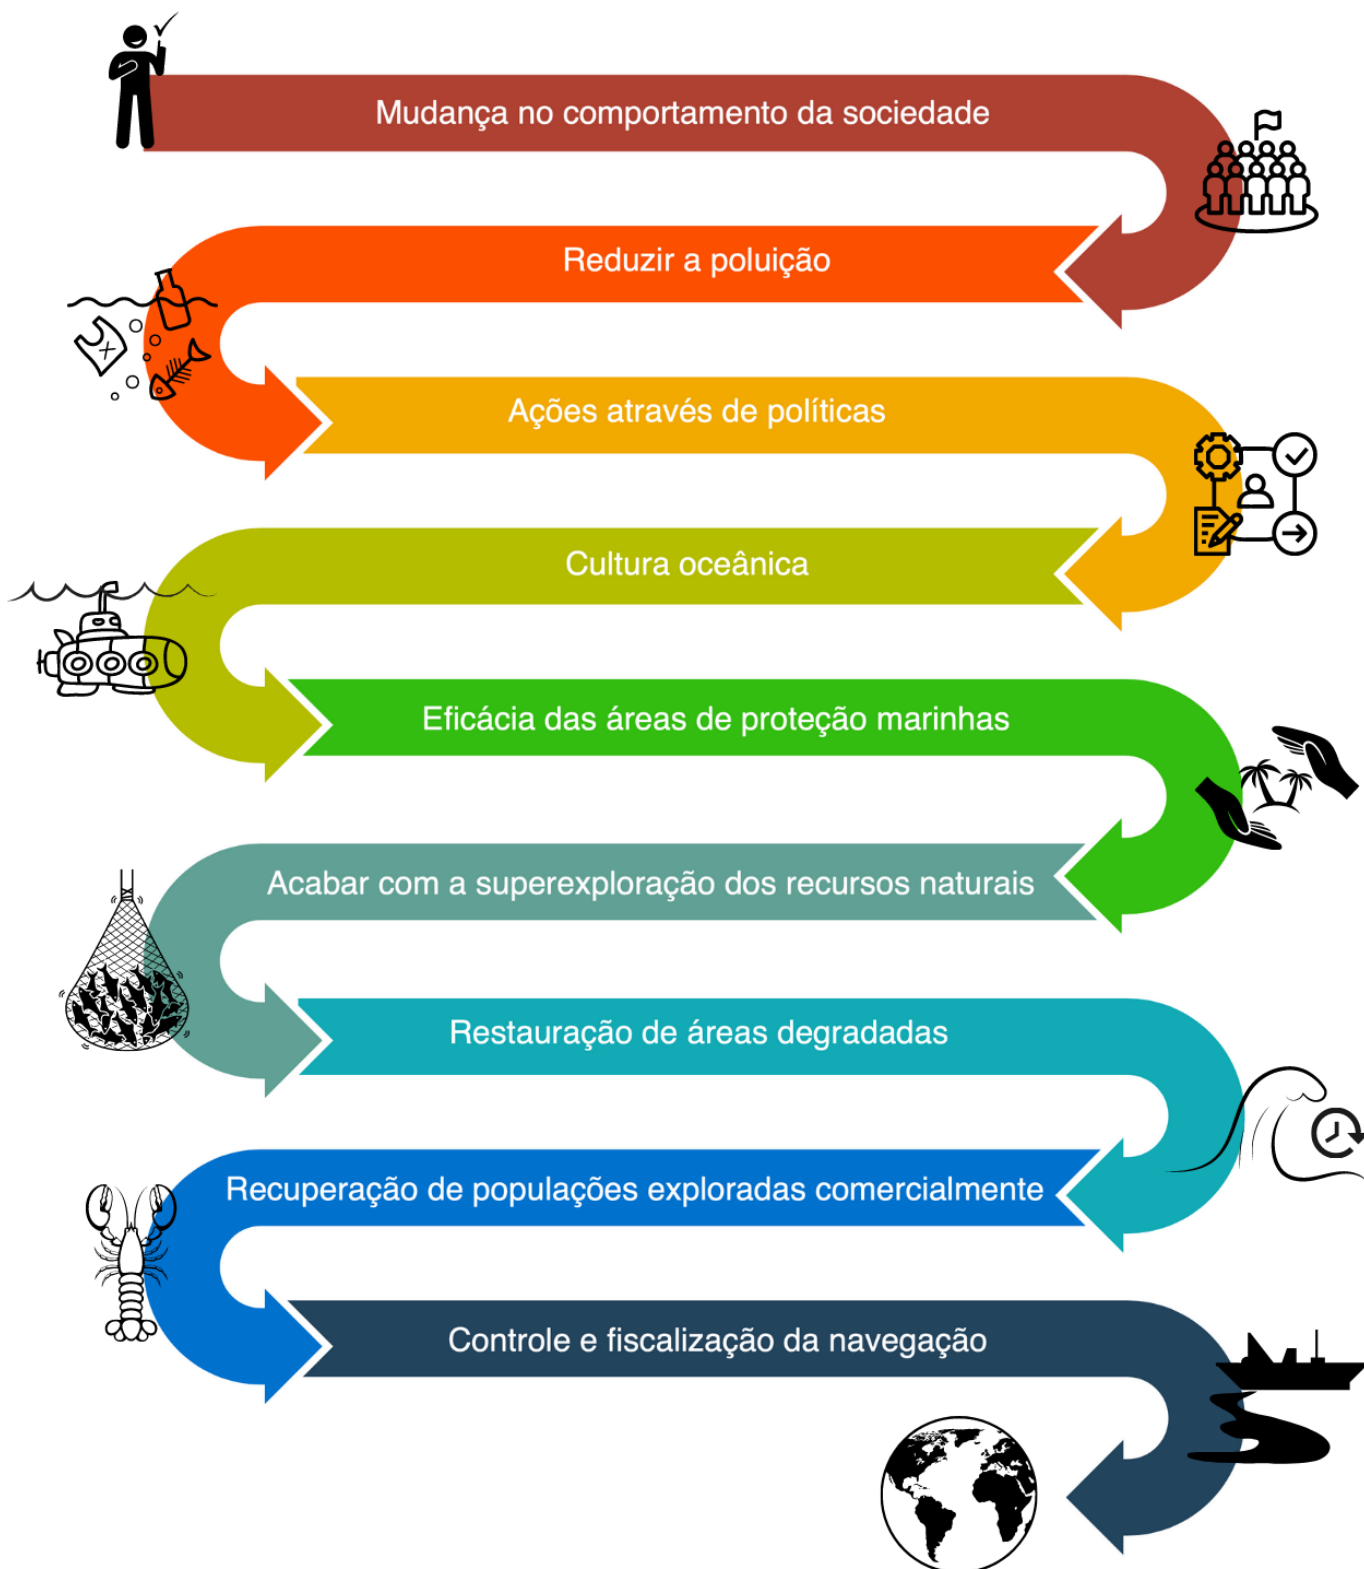 Mudança no comportamento da sociedade
Reduzir a poluição
Ações através de políticas
Cultura oceânica
Eficácia das áreas de proteção marinhas
Acabar com a superexploração dos recursos naturais
Restauração de áreas degradadas
Recuperação de populações exploradas comercialmente
Controle e fiscalização da navegação